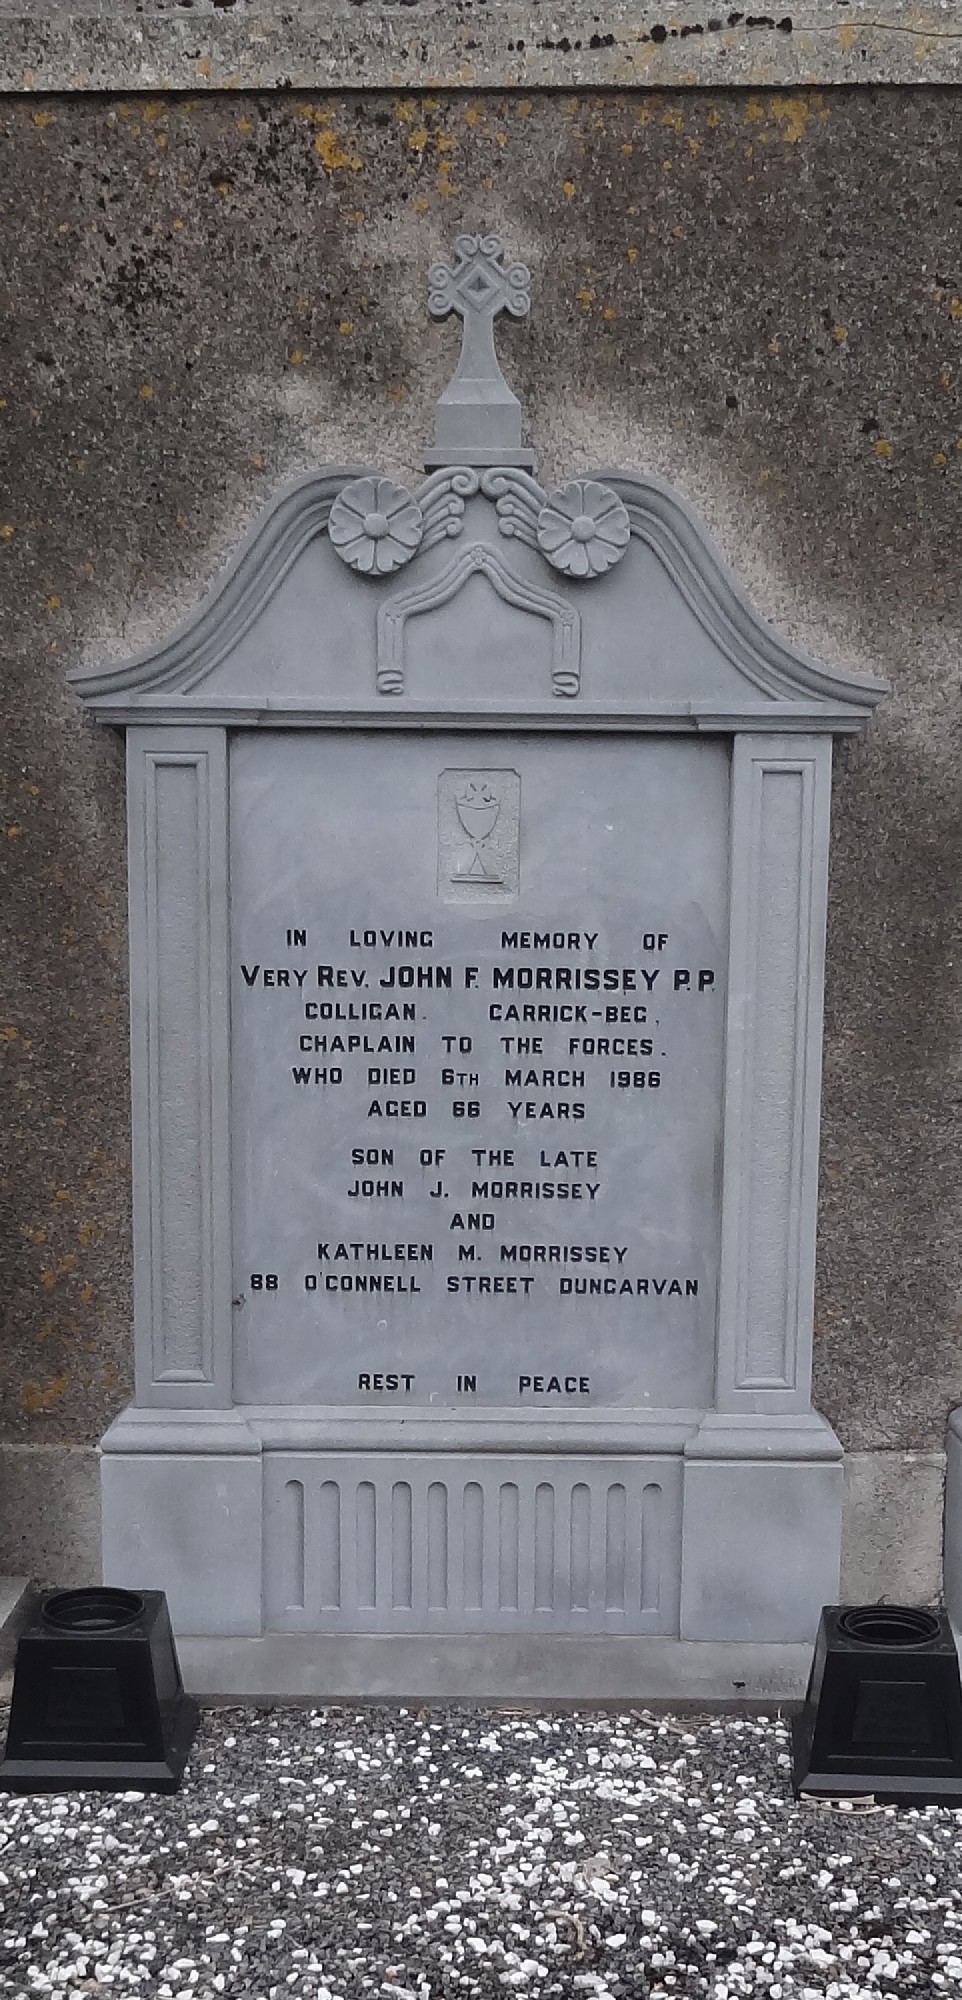 IN LOVING MEMORY OF
VERY REV. JOHN F. MORRISSEY P.P.
COLLIGAN. CARRICK-BEG,
CHAPLAIN TO THE FORCES.
WHO DIED 6TH MARCH 1986
AGED 66 YEARS
SON OF THE LATE
JOHN J. MORRISSEY
AND
KATHLEEN M. MORRISSEY
88 O'CONNELL STREET DUNGARVAN
REST IN PEACE